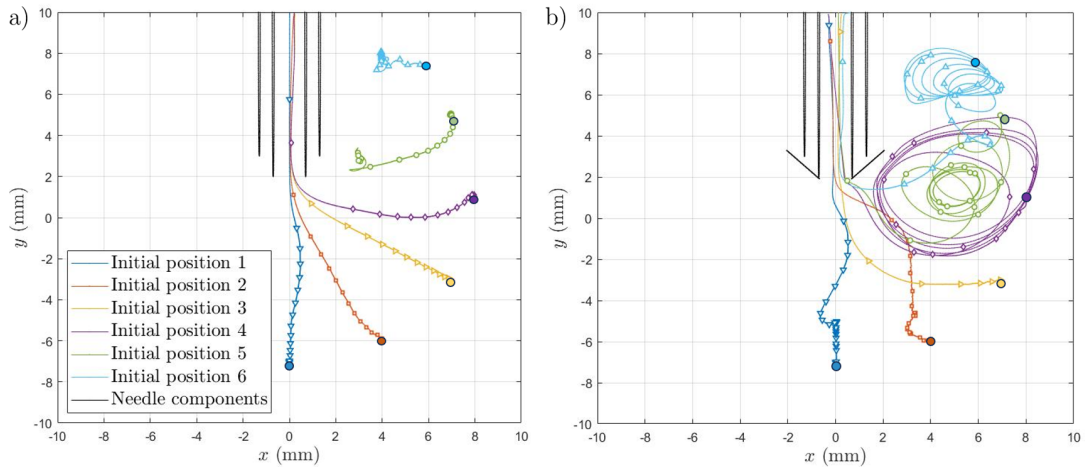 a)
10
8
6
4
2
0
-2
-4
-6
-8
-10
y (mm)
Initial position 1
Initial position 2
Initial position 3
Initial position 4
Initial position 5
Initial position 6
Needle components
-10 -8 -6 -4 -2 0 2 4 6 8 10
x (mm)
b)
10
8
6
4
2
0
-2
-4
-6
-8
-10
y (mm)
-10 -8 -6 -4 -2 0 2 4 6 8 10
x (mm)